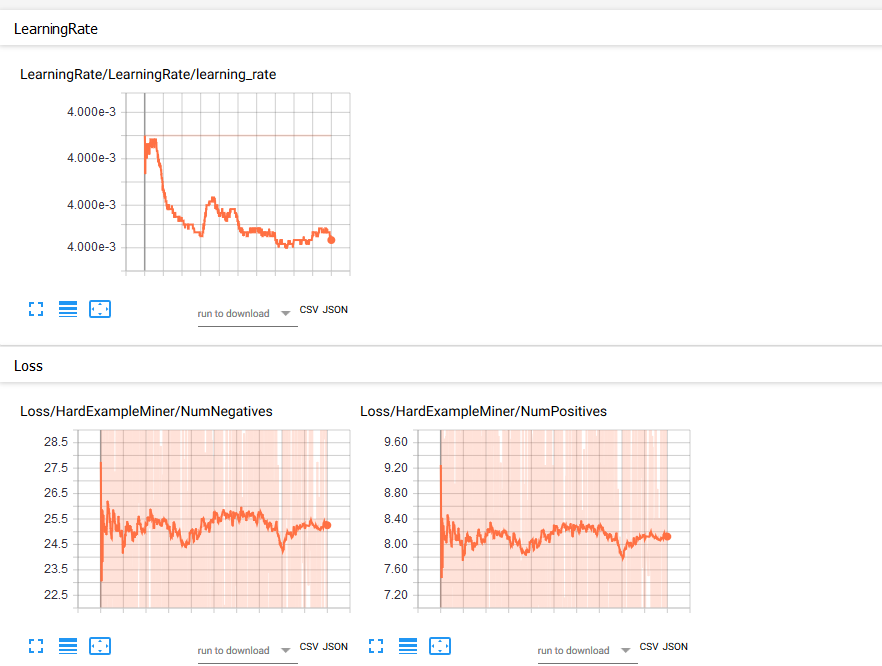 LearningRate
LearningRate/LearningRate/learning_rate
4.000e-3
4.000e-3
4.000e-3
4.000e-3
run to download CSV JSON
Loss
Loss/HardExampleMiner/NumNegatives
28.5
27.5
26.5
25.5
24.5
23.5
22.5
run to download CSV JSON
Loss/HardExampleMiner/NumPositives
9.60
9.20
8.80
8.40
8.00
7.60
7.20
run to download CSV JSON